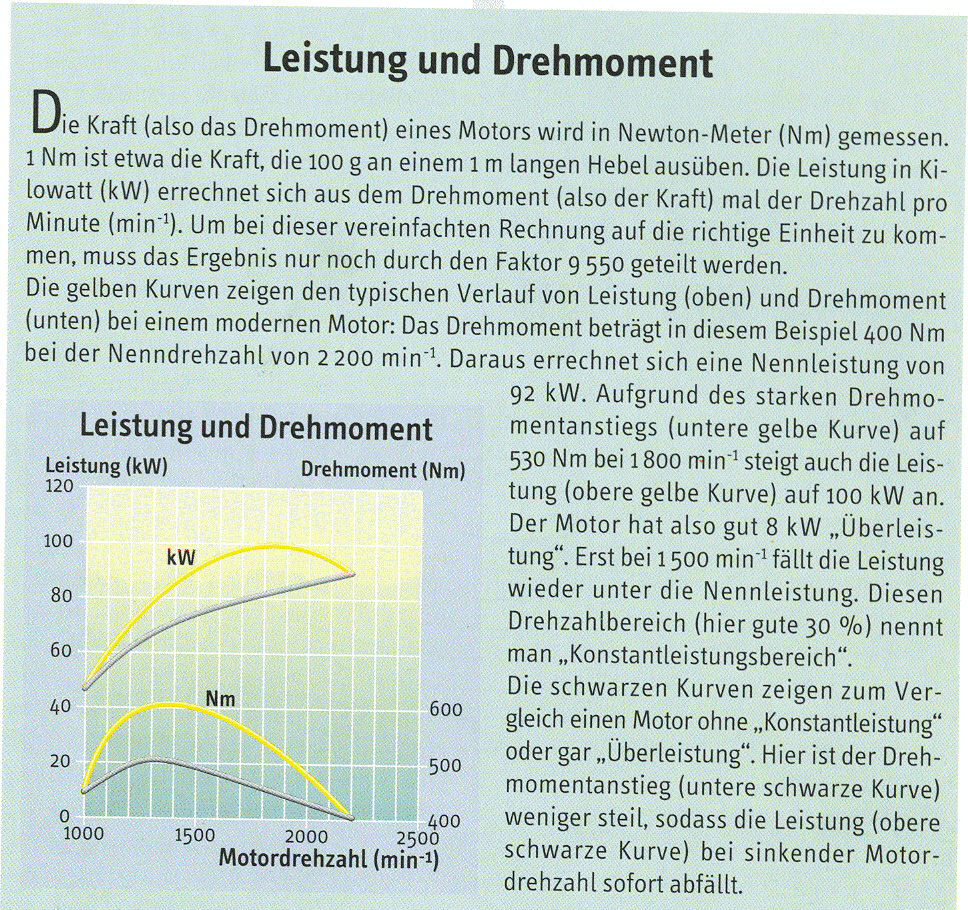 Leistung und Drehmoment
Die Kraft (also das Drehmoment) eines Motors wird in Newton-Meter (Nm) gemessen.
1 Nm ist etwa die Kraft, die 100 g an einem 1 m langen Hebel ausüben. Die Leistung in Ki-
lowatt (kW) errechnet sich aus dem Drehmoment (also der Kraft) mal der Drehzahl pro
Minute (min⁻¹). Um bei dieser vereinfachten Rechnung auf die richtige Einheit zu kom-
men, muss das Ergebnis nur noch durch den Faktor 9 550 geteilt werden.
Die gelben Kurven zeigen den typischen Verlauf von Leistung (oben) und Drehmoment
(unten) bei einem modernen Motor: Das Drehmoment beträgt in diesem Beispiel 400 Nm
bei der Nenndrehzahl von 2 200 min⁻¹. Daraus errechnet sich eine Nennleistung von
92 kW. Aufgrund des starken Drehmo-
mentanstiegs (untere gelbe Kurve) auf
530 Nm bei 1 800 min⁻¹ steigt auch die Leis-
tung (obere gelbe Kurve) auf 100 kW an.
Der Motor hat also gut 8 kW „Überleis-
tung“. Erst bei 1 500 min⁻¹ fällt die Leistung
wieder unter die Nennleistung. Diesen
Drehzahlbereich (hier gute 30 %) nennt
man „Konstantleistungsbereich“.
Die schwarzen Kurven zeigen zum Ver-
gleich einen Motor ohne „Konstantleistung“
oder gar „Überleistung“. Hier ist der Dreh-
momentanstieg (untere schwarze Kurve)
weniger steil, sodass die Leistung (obere
schwarze Kurve) bei sinkender Motor-
drehzahl sofort abfällt.
Leistung und Drehmoment
Leistung (kW) Drehmoment (Nm)
120
100
kW
80
60
40 Nm 600
20 500
0 400
1000 1500 2000 2500
Motordrehzahl (min⁻¹)